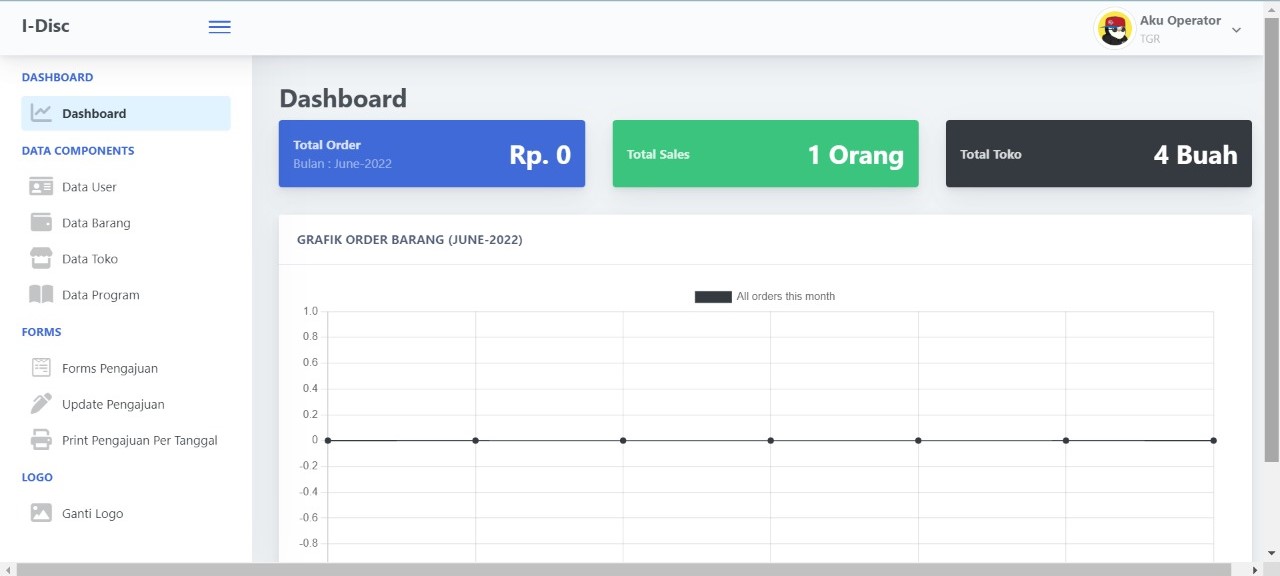 I-Disc
Aku Operator
TGR
DASHBOARD
Dashboard
DATA COMPONENTS
Data User
Data Barang
Data Toko
Data Program
FORMS
Forms Pengajuan
Update Pengajuan
Print Pengajuan Per Tanggal
LOGO
Ganti Logo
Dashboard
Total Order
Bulan : June-2022
Rp. 0
Total Sales
1 Orang
Total Toko
4 Buah
GRAFIK ORDER BARANG (JUNE-2022)
All orders this month
1.0
0.8
0.6
0.4
0.2
0
-0.2
-0.4
-0.6
-0.8